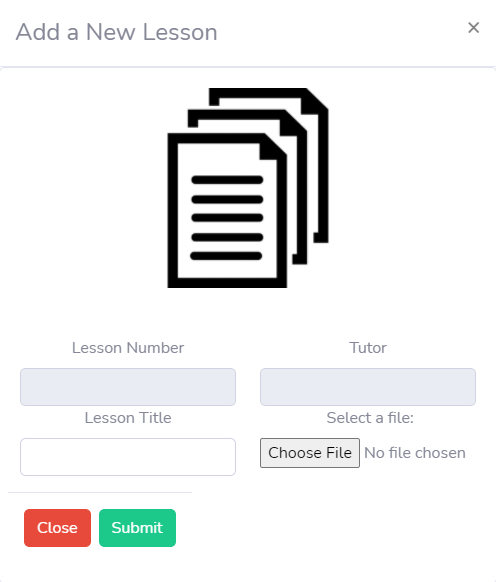 Add a New Lesson ×
Lesson Number Tutor
Lesson Title Select a file:
Choose File No file chosen
Close Submit